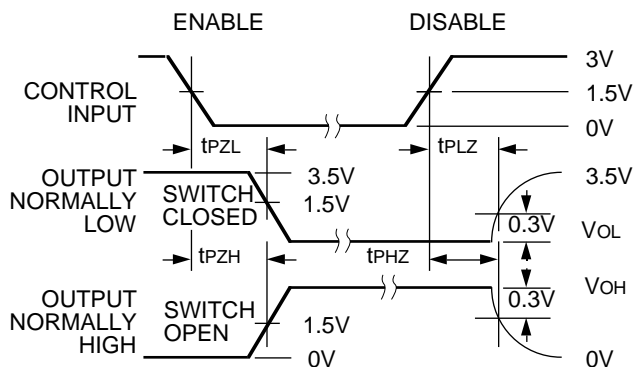 ENABLE
DISABLE
CONTROL
INPUT
3V
1.5V
0V
tPZL
tPLZ
OUTPUT
NORMALLY
LOW
SWITCH
CLOSED
3.5V
1.5V
3.5V
0.3V
VOL
tPZH
tPHZ
OUTPUT
NORMALLY
HIGH
SWITCH
OPEN
1.5V
0V
0.3V
VOH
0V